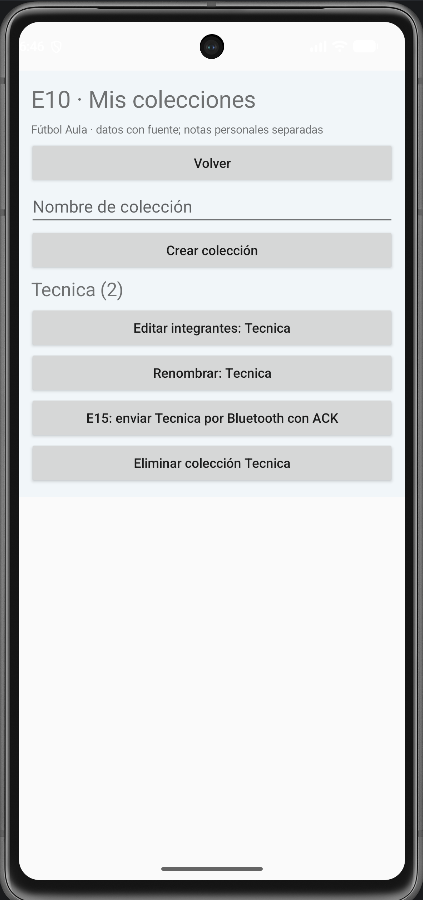 E10 · Mis colecciones
Fútbol Aula · datos con fuente; notas personales separadas
Volver
Nombre de colección
Crear colección
Tecnica (2)
Editar integrantes: Tecnica
Renombrar: Tecnica
E15: enviar Tecnica por Bluetooth con ACK
Eliminar colección Tecnica